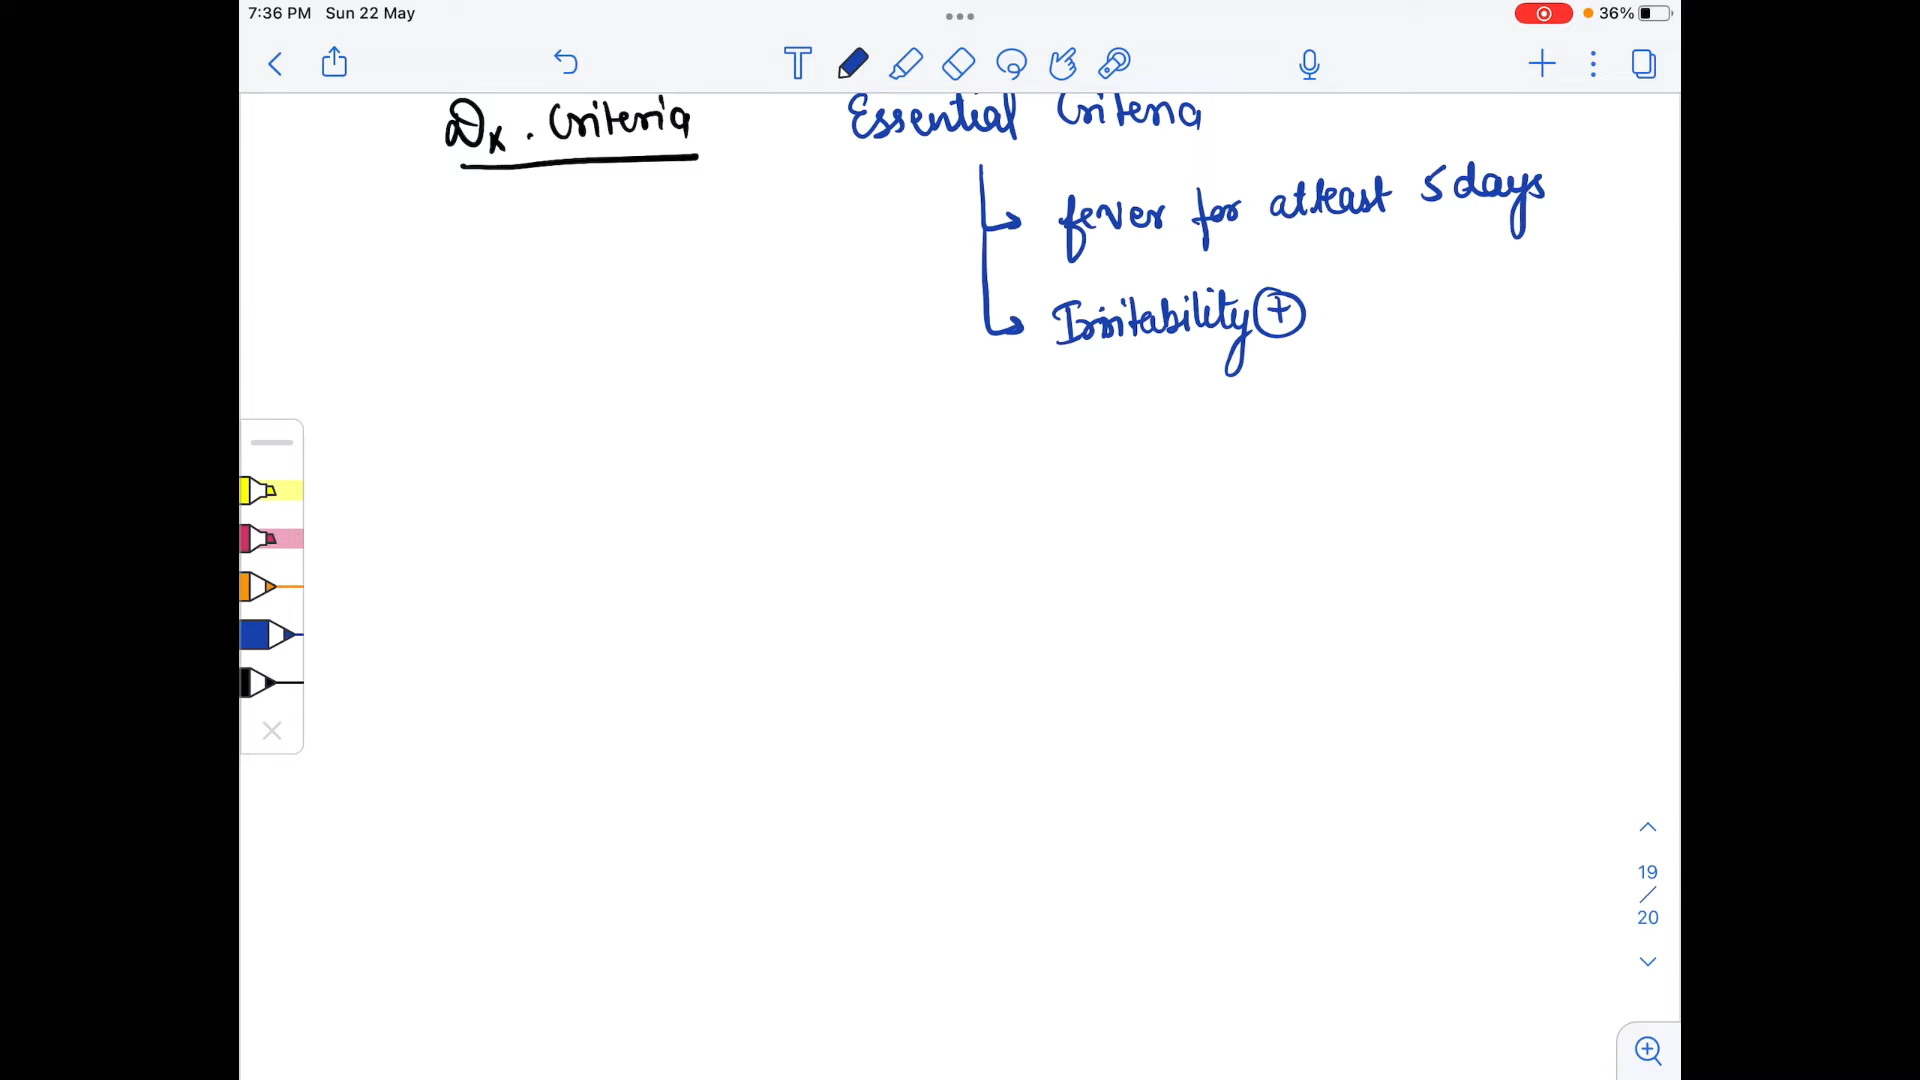 7:36 PM Sun 22 May
36%
T
Dx. Criteria
Essential Criteria
fever for atleast 5 days
Irritability +
19
20